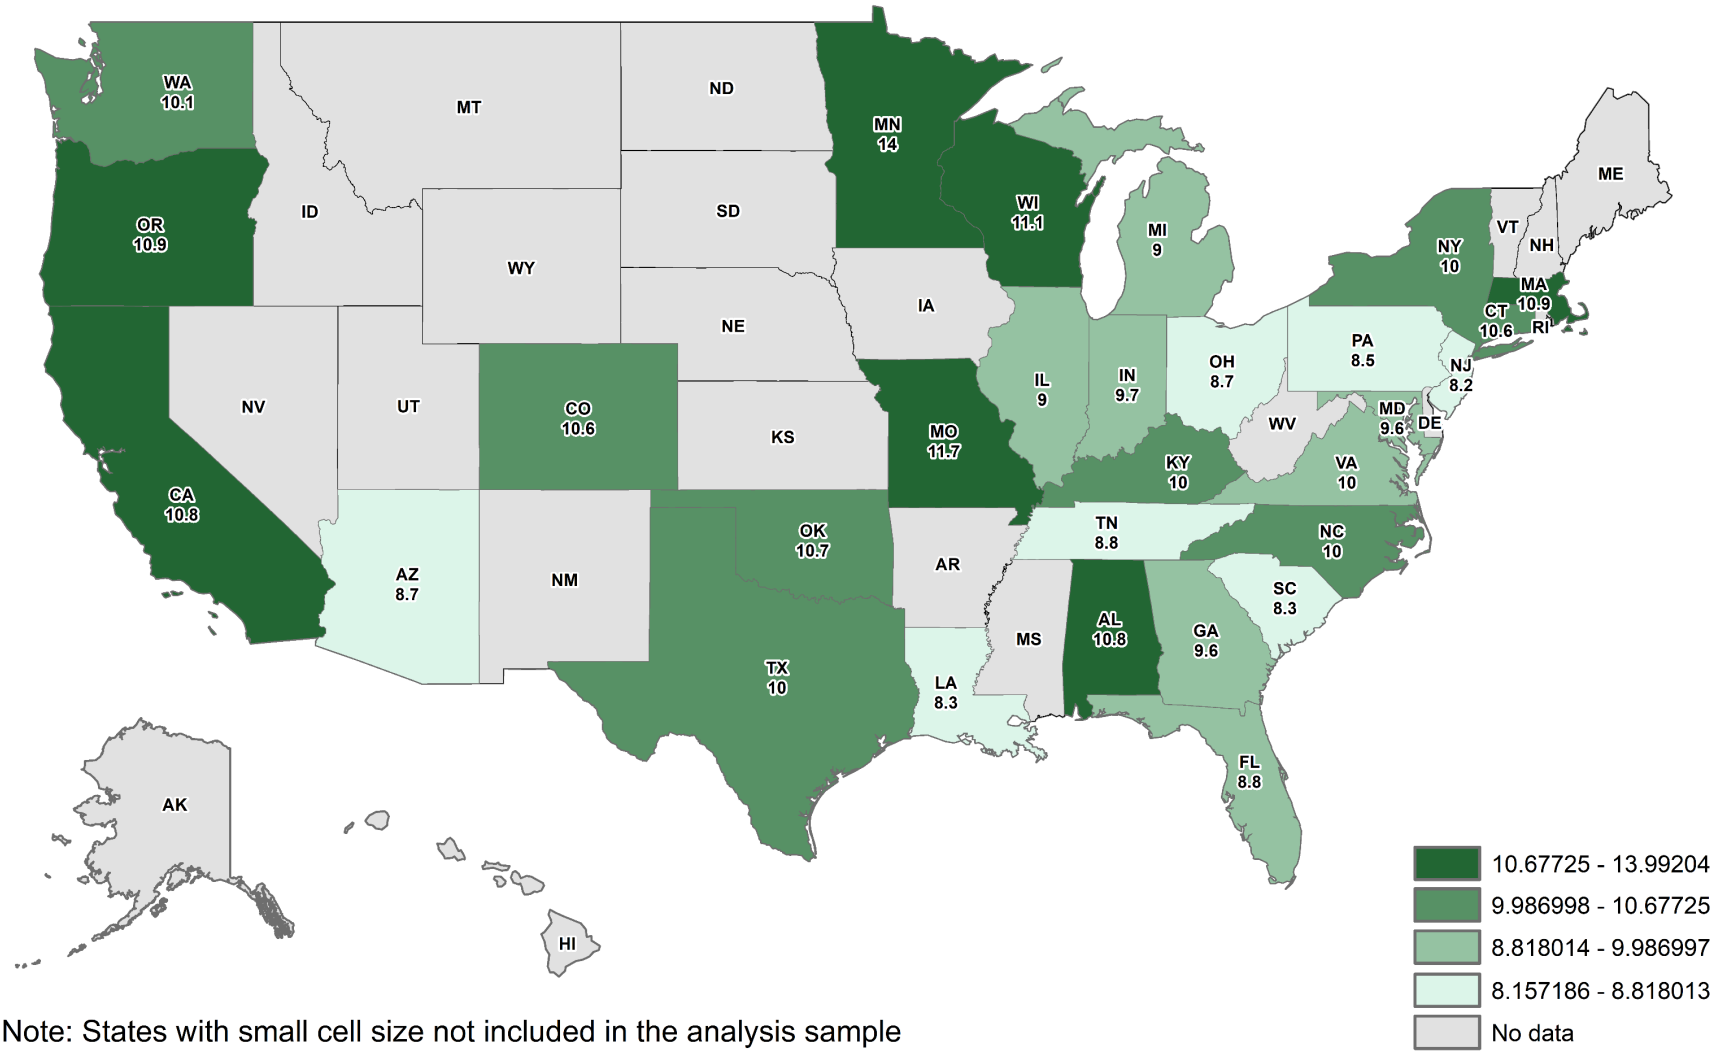 WA
10.1
MT
ND
MN
14
OR
10.9
ID
SD
WI
11.1
MI
9
ME
VT
NH
NY
10
MA
10.9
CT
10.6
RI
WY
IA
NE
PA
8.5
NJ
8.2
OH
8.7
IN
9.7
IL
9
NV
UT
CO
10.6
KS
MO
11.7
WV
MD
9.6
DE
KY
10
VA
10
CA
10.8
AZ
8.7
NM
OK
10.7
AR
TN
8.8
NC
10
SC
8.3
TX
10
LA
8.3
MS
AL
10.8
GA
9.6
FL
8.8
AK
HI
10.67725 - 13.99204
9.986998 - 10.67725
8.818014 - 9.986997
8.157186 - 8.818013
No data
Note: States with small cell size not included in the analysis sample